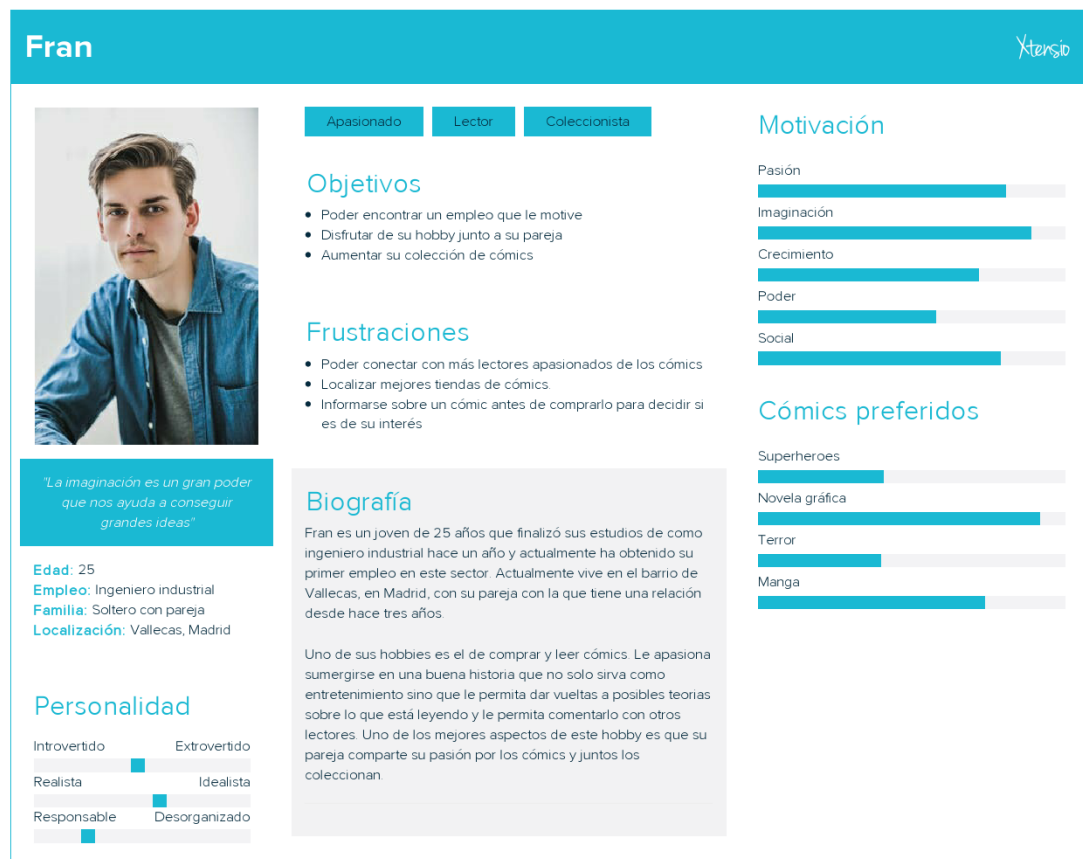 Fran
Xtensio
"La imaginación es un gran poder
que nos ayuda a conseguir
grandes ideas"
Edad: 25
Empleo: Ingeniero industrial
Familia: Soltero con pareja
Localización: Vallecas, Madrid
Personalidad
Introvertido Extrovertido
Realista Idealista
Responsable Desorganizado
Apasionado Lector Coleccionista
Objetivos
Poder encontrar un empleo que le motive
Disfrutar de su hobby junto a su pareja
Aumentar su colección de cómics
Frustraciones
Poder conectar con más lectores apasionados de los cómics
Localizar mejores tiendas de cómics.
Informarse sobre un cómic antes de comprarlo para decidir si
es de su interés
Biografía
Fran es un joven de 25 años que finalizó sus estudios de como
ingeniero industrial hace un año y actualmente ha obtenido su
primer empleo en este sector. Actualmente vive en el barrio de
Vallecas, en Madrid, con su pareja con la que tiene una relación
desde hace tres años.
Uno de sus hobbies es el de comprar y leer cómics. Le apasiona
sumergirse en una buena historia que no solo sirva como
entretenimiento sino que le permita dar vueltas a posibles teorias
sobre lo que está leyendo y le permita comentarlo con otros
lectores. Uno de los mejores aspectos de este hobby es que su
pareja comparte su pasión por los cómics y juntos los
coleccionan.
Motivación
Pasión
Imaginación
Crecimiento
Poder
Social
Cómics preferidos
Superheroes
Novela gráfica
Terror
Manga